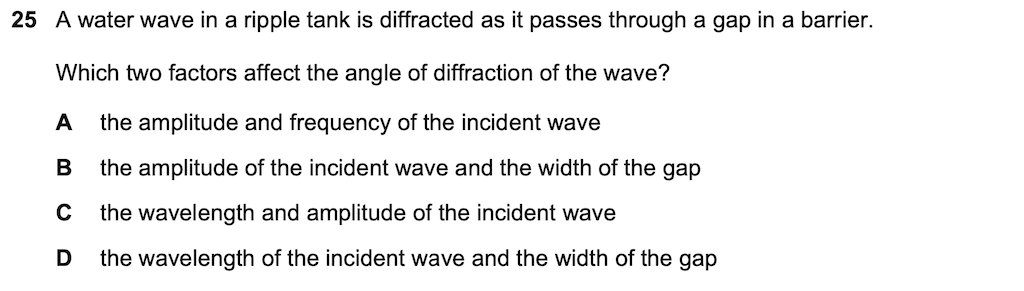 25 A water wave in a ripple tank is diffracted as it passes through a gap in a barrier.
Which two factors affect the angle of diffraction of the wave?
A the amplitude and frequency of the incident wave
B the amplitude of the incident wave and the width of the gap
C the wavelength and amplitude of the incident wave
D the wavelength of the incident wave and the width of the gap